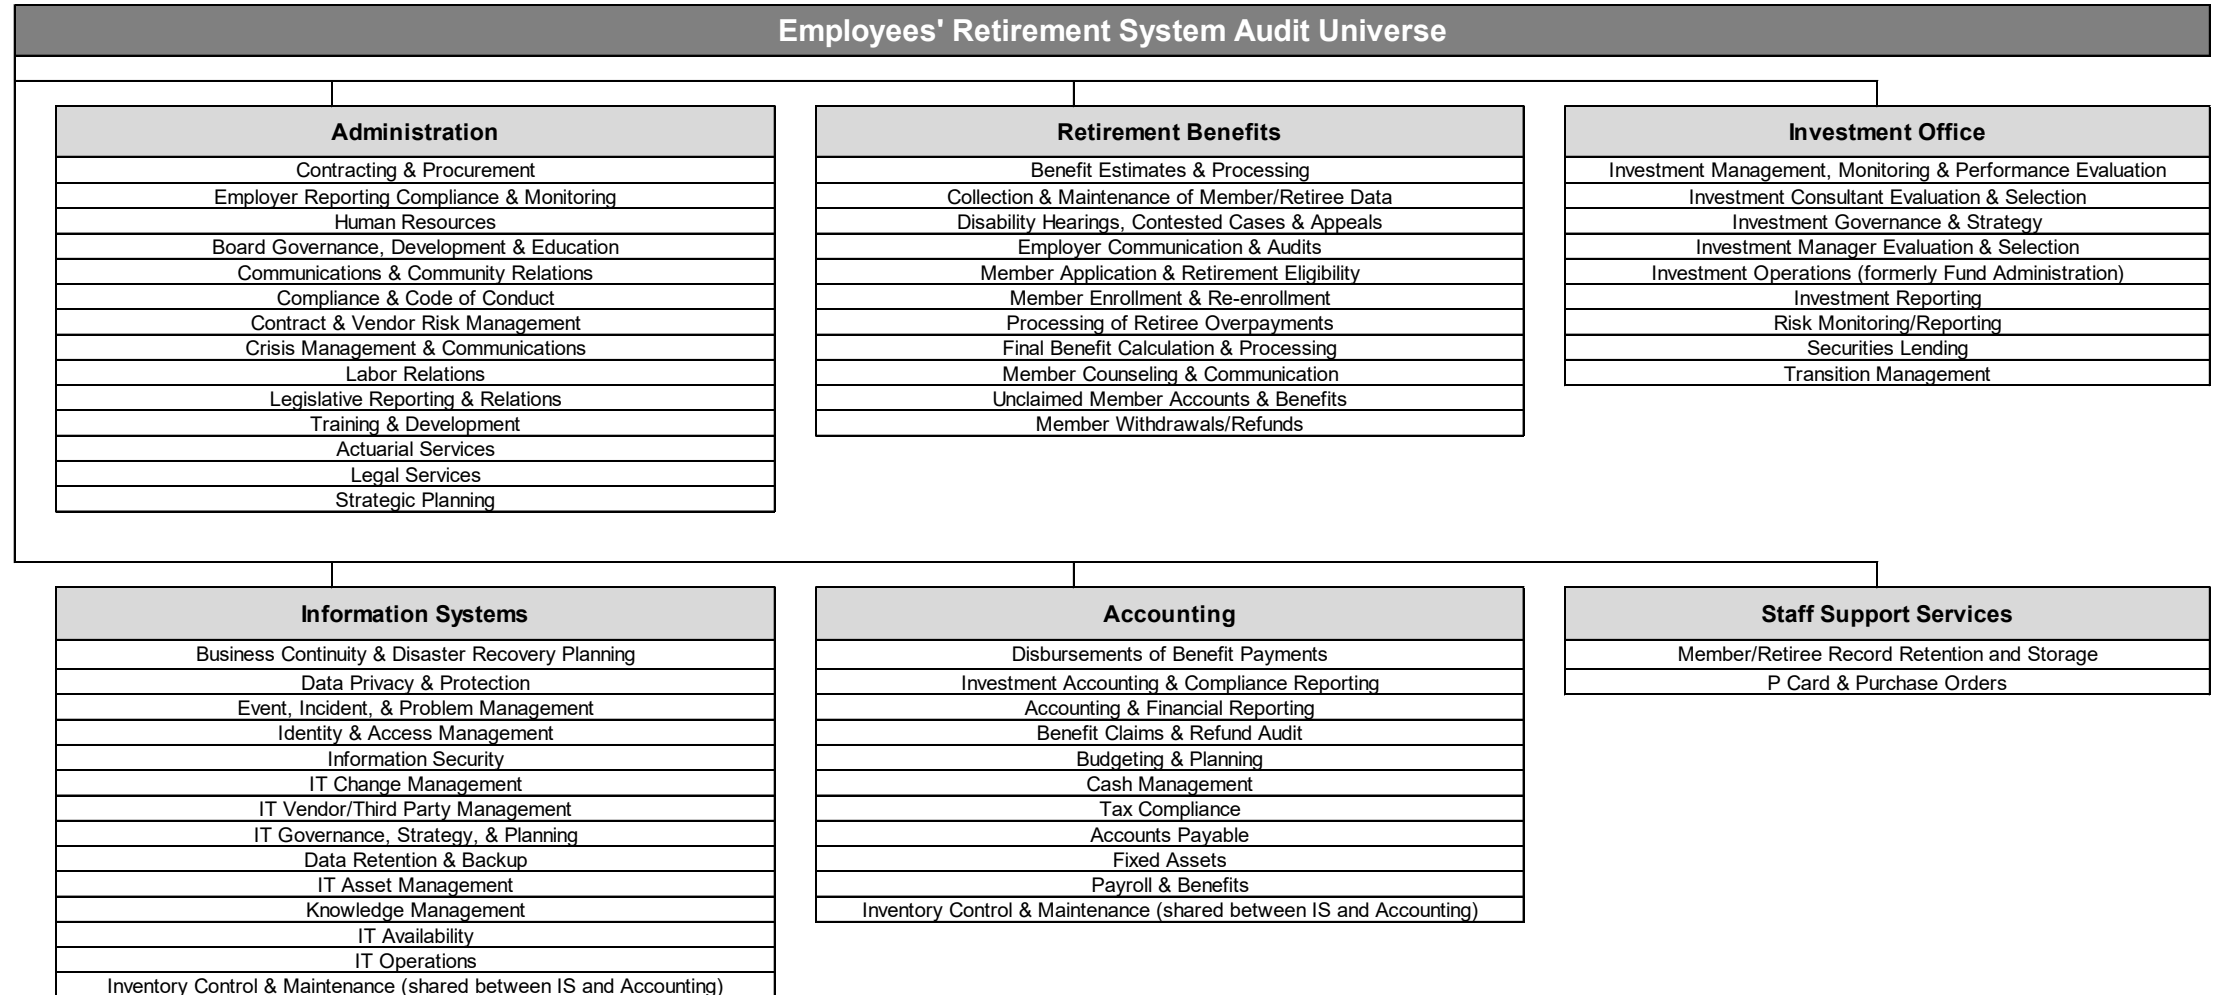 Employees' Retirement System Audit Universe
Administration
Contracting & Procurement
Employer Reporting Compliance & Monitoring
Human Resources
Board Governance, Development & Education
Communications & Community Relations
Compliance & Code of Conduct
Contract & Vendor Risk Management
Crisis Management & Communications
Labor Relations
Legislative Reporting & Relations
Training & Development
Actuarial Services
Legal Services
Strategic Planning
Retirement Benefits
Benefit Estimates & Processing
Collection & Maintenance of Member/Retiree Data
Disability Hearings, Contested Cases & Appeals
Employer Communication & Audits
Member Application & Retirement Eligibility
Member Enrollment & Re-enrollment
Processing of Retiree Overpayments
Final Benefit Calculation & Processing
Member Counseling & Communication
Unclaimed Member Accounts & Benefits
Member Withdrawals/Refunds
Investment Office
Investment Management, Monitoring & Performance Evaluation
Investment Consultant Evaluation & Selection
Investment Governance & Strategy
Investment Manager Evaluation & Selection
Investment Operations (formerly Fund Administration)
Investment Reporting
Risk Monitoring/Reporting
Securities Lending
Transition Management
Information Systems
Business Continuity & Disaster Recovery Planning
Data Privacy & Protection
Event, Incident, & Problem Management
Identity & Access Management
Information Security
IT Change Management
IT Vendor/Third Party Management
IT Governance, Strategy, & Planning
Data Retention & Backup
IT Asset Management
Knowledge Management
IT Availability
IT Operations
Inventory Control & Maintenance (shared between IS and Accounting)
Accounting
Disbursements of Benefit Payments
Investment Accounting & Compliance Reporting
Accounting & Financial Reporting
Benefit Claims & Refund Audit
Budgeting & Planning
Cash Management
Tax Compliance
Accounts Payable
Fixed Assets
Payroll & Benefits
Inventory Control & Maintenance (shared between IS and Accounting)
Staff Support Services
Member/Retiree Record Retention and Storage
P Card & Purchase Orders